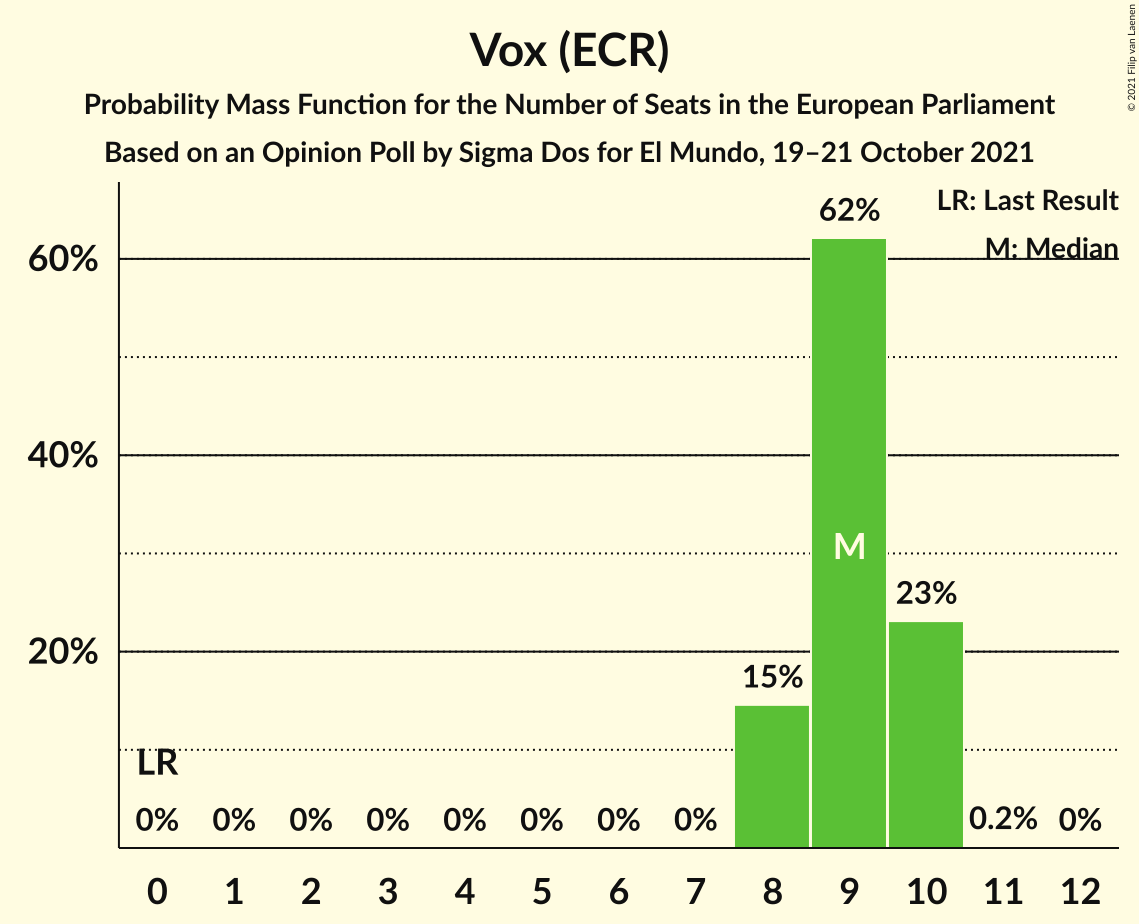 © 2021 Filip van Laenen
Vox (ECR)
Probability Mass Function for the Number of Seats in the European Parliament
Based on an Opinion Poll by Sigma Dos for El Mundo, 19–21 October 2021
LR: Last Result
M: Median
62%
60%
40%
M
23%
20%
15%
LR
0% 0% 0% 0% 0% 0% 0% 0% 0.2% 0%
0 1 2 3 4 5 6 7 8 9 10 11 12